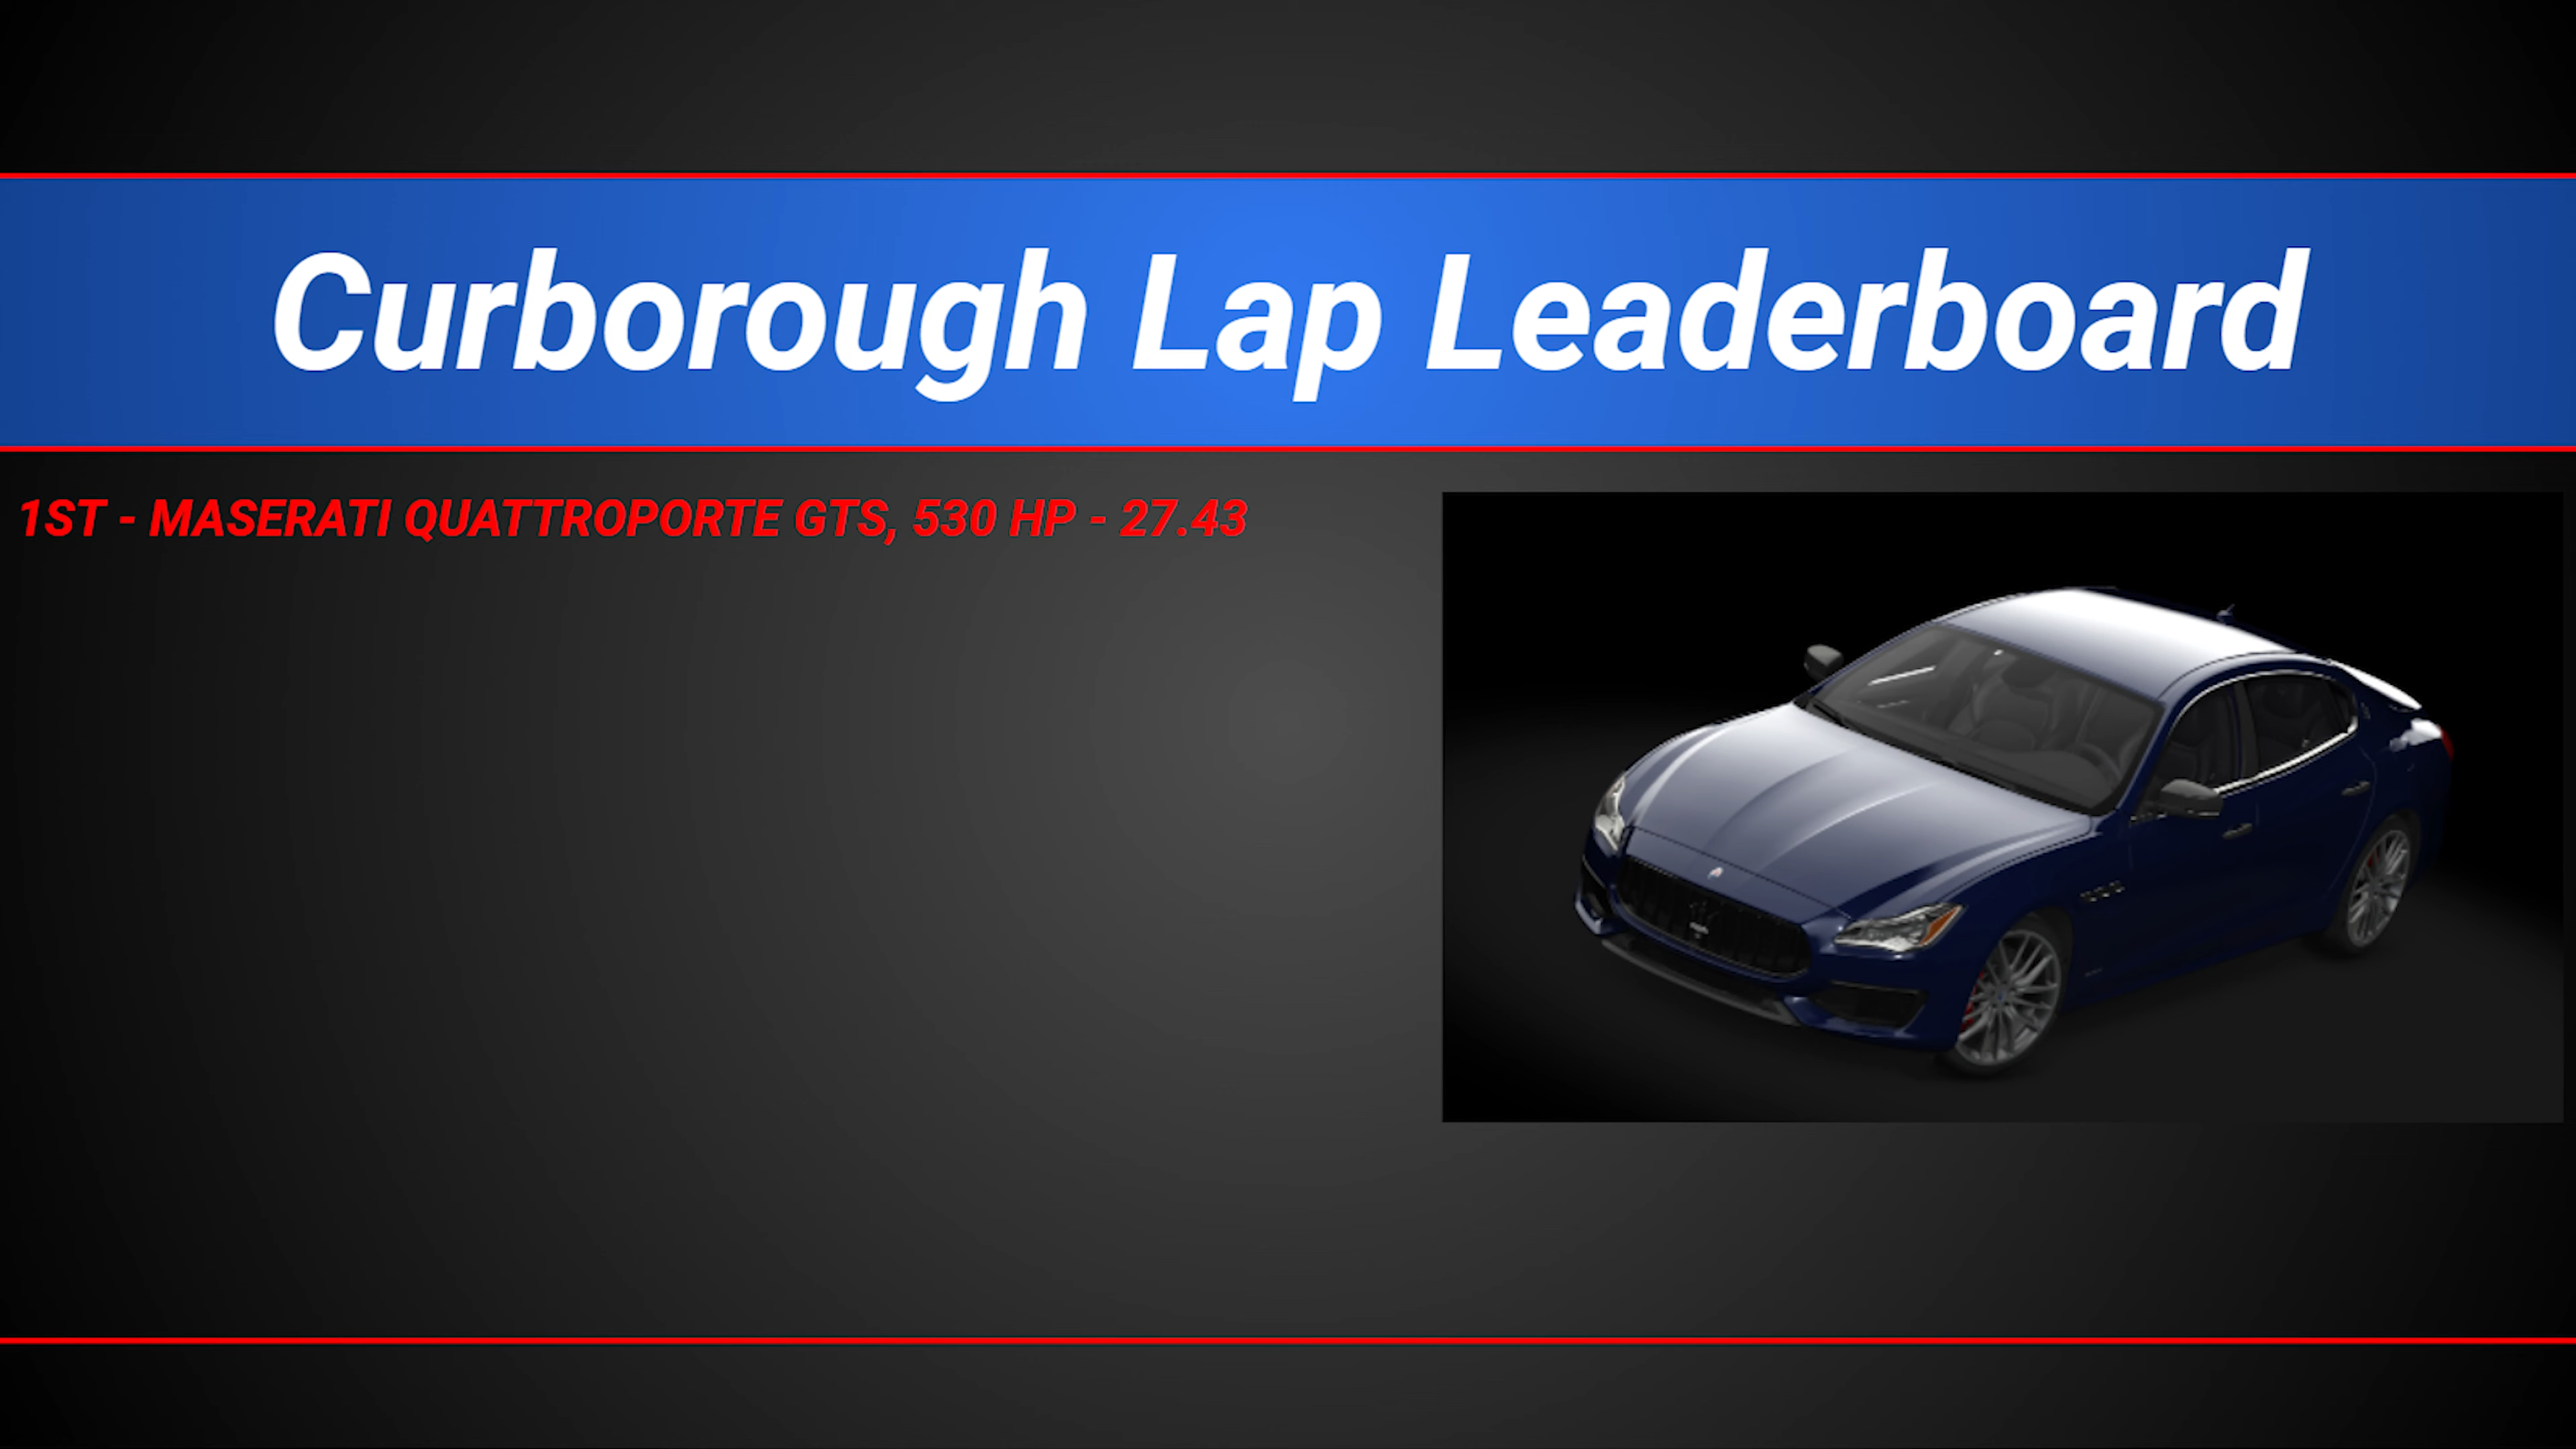 Curborough Lap Leaderboard
1ST - MASERATI QUATTROPORTE GTS, 530 HP - 27.43